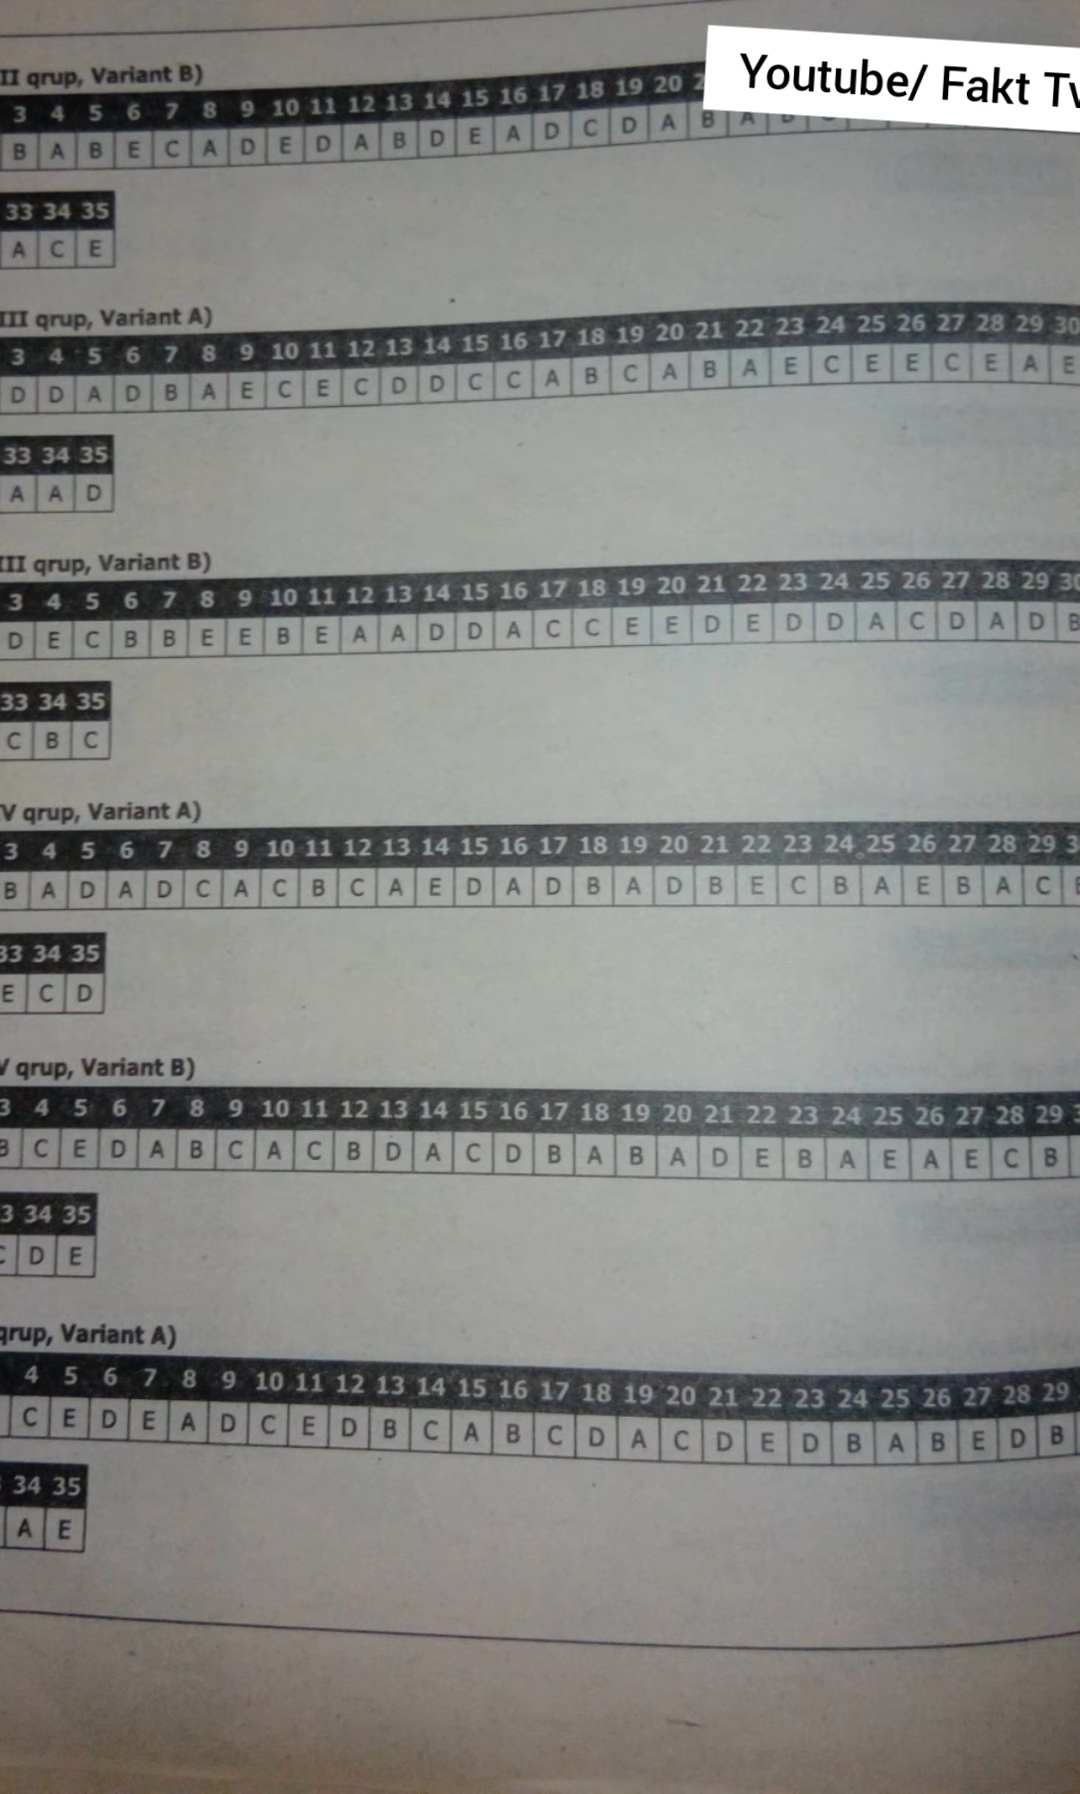 Youtube/ Fakt Tv
II qrup, Variant B)
3 4 5 6 7 8 9 10 11 12 13 14 15 16 17 18 19 20
B A B E C A D E D A B D E A D C D A B A
33 34 35
A C E
III qrup, Variant A)
3 4 5 6 7 8 9 10 11 12 13 14 15 16 17 18 19 20 21 22 23 24 25 26 27 28 29 30
D D A D B A E C E C D D C C A B C A B A E C E E C E A E
33 34 35
A A D
III qrup, Variant B)
3 4 5 6 7 8 9 10 11 12 13 14 15 16 17 18 19 20 21 22 23 24 25 26 27 28 29 30
D E C B B E E B E A A D D A C C E E D E D D A C D A D B
33 34 35
C B C
V qrup, Variant A)
3 4 5 6 7 8 9 10 11 12 13 14 15 16 17 18 19 20 21 22 23 24 25 26 27 28 29 3
B A D A D C A C B C A E D A D B A D B E C B A E B A C
33 34 35
E C D
V qrup, Variant B)
3 4 5 6 7 8 9 10 11 12 13 14 15 16 17 18 19 20 21 22 23 24 25 26 27 28 29
B C E D A B C A C B D A C D B A B A D E B A E A E C B
3 34 35
C D E
qrup, Variant A)
4 5 6 7 8 9 10 11 12 13 14 15 16 17 18 19 20 21 22 23 24 25 26 27 28 29
C E D E A D C E D B C A B C D A C D E D B A B E D B
34 35
A E